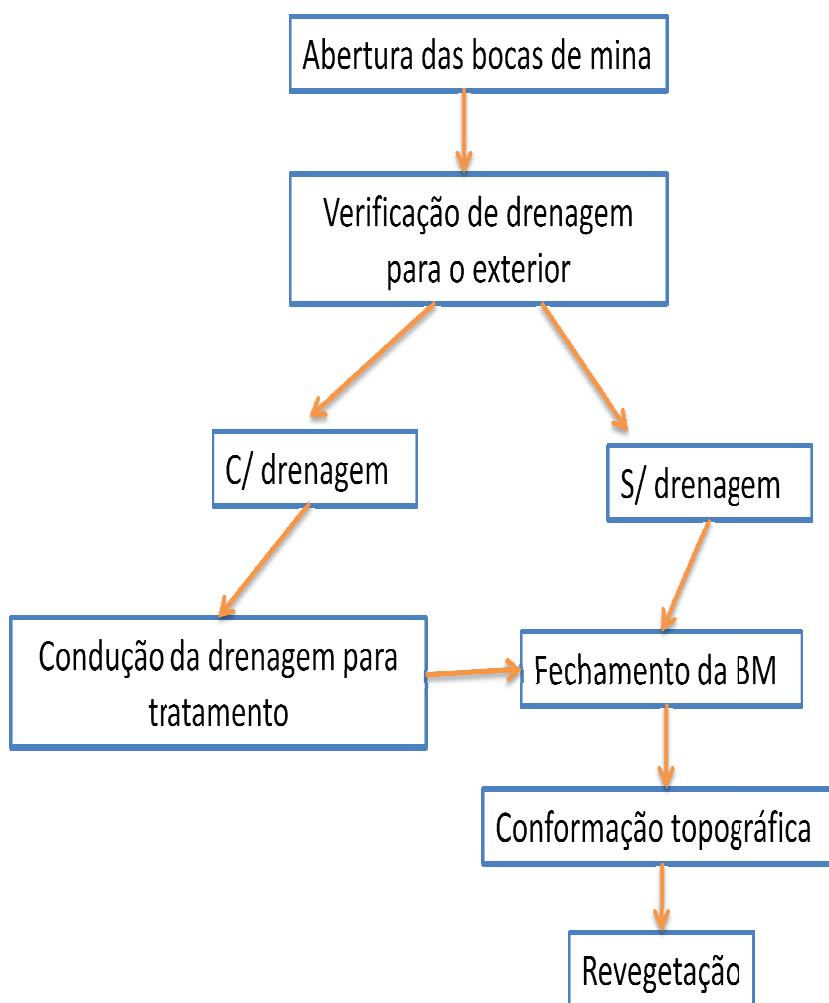 Abertura das bocas de mina
Verificação de drenagem
para o exterior
C/ drenagem
S/ drenagem
Condução da drenagem para
tratamento
Fechamento da BM
Conformação topográfica
Revegetação